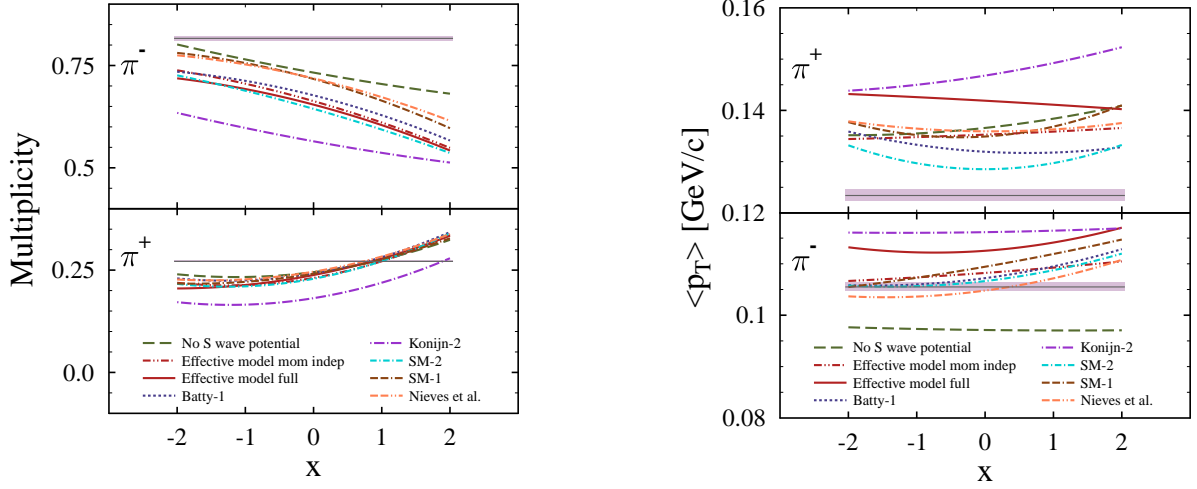 Multiplicity
0.75
0.5
0.25
0.0
π-
π+
No S wave potential
Effective model mom indep
Effective model full
Batty-1
Konijn-2
SM-2
SM-1
Nieves et al.
-2 -1 0 1 2
x
<pT> [GeV/c]
0.16
0.14
0.12
0.1
0.08
π+
π-
No S wave potential
Effective model mom indep
Effective model full
Batty-1
Konijn-2
SM-2
SM-1
Nieves et al.
-2 -1 0 1 2
x